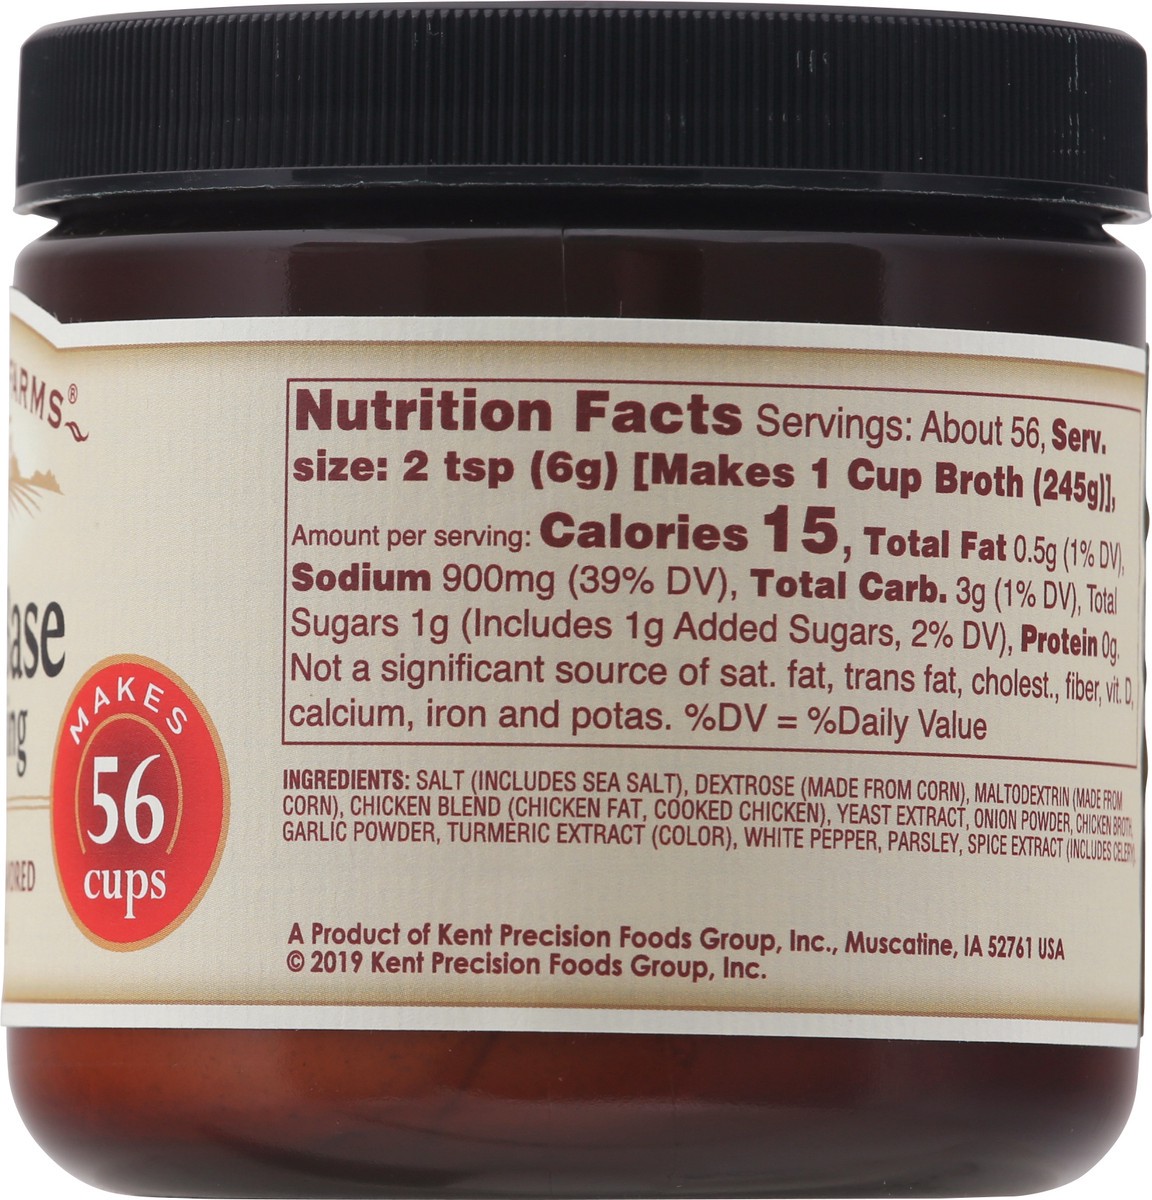 FARMS®
Nutrition Facts Servings: About 56, Serv.
size: 2 tsp (6g) [Makes 1 Cup Broth (245g)],
Amount per serving: Calories 15, Total Fat 0.5g (1% DV),
Sodium 900mg (39% DV), Total Carb. 3g (1% DV), Total
Sugars 1g (Includes 1g Added Sugars, 2% DV), Protein 0g.
Not a significant source of sat. fat, trans fat, cholest., fiber, vit. D,
calcium, iron and potas. %DV = %Daily Value
ase
ng
MAKES
56
cups
ORED
INGREDIENTS: SALT (INCLUDES SEA SALT), DEXTROSE (MADE FROM CORN), MALTODEXTRIN (MADE FROM
CORN), CHICKEN BLEND (CHICKEN FAT, COOKED CHICKEN), YEAST EXTRACT, ONION POWDER, CHICKEN BROTH,
GARLIC POWDER, TURMERIC EXTRACT (COLOR), WHITE PEPPER, PARSLEY, SPICE EXTRACT (INCLUDES CELERY).
A Product of Kent Precision Foods Group, Inc., Muscatine, IA 52761 USA
© 2019 Kent Precision Foods Group, Inc.